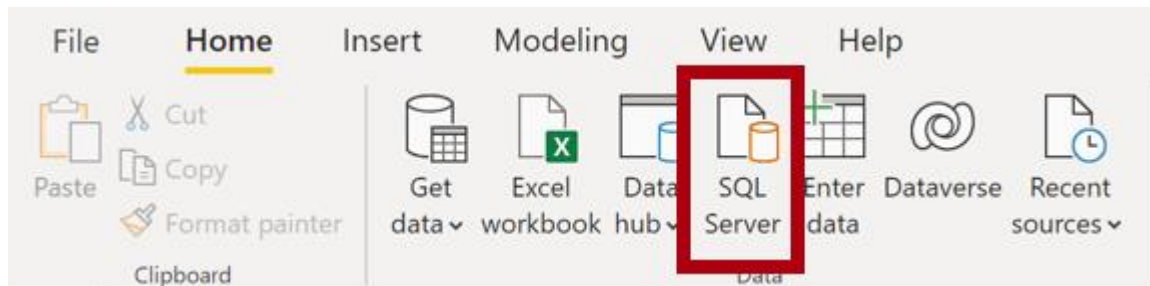 File Home Insert Modeling View Help
Cut
Copy
Paste
Format painter
Clipboard
Get data
Excel workbook
Data hub
SQL Server
Enter data
Dataverse
Recent sources
Data